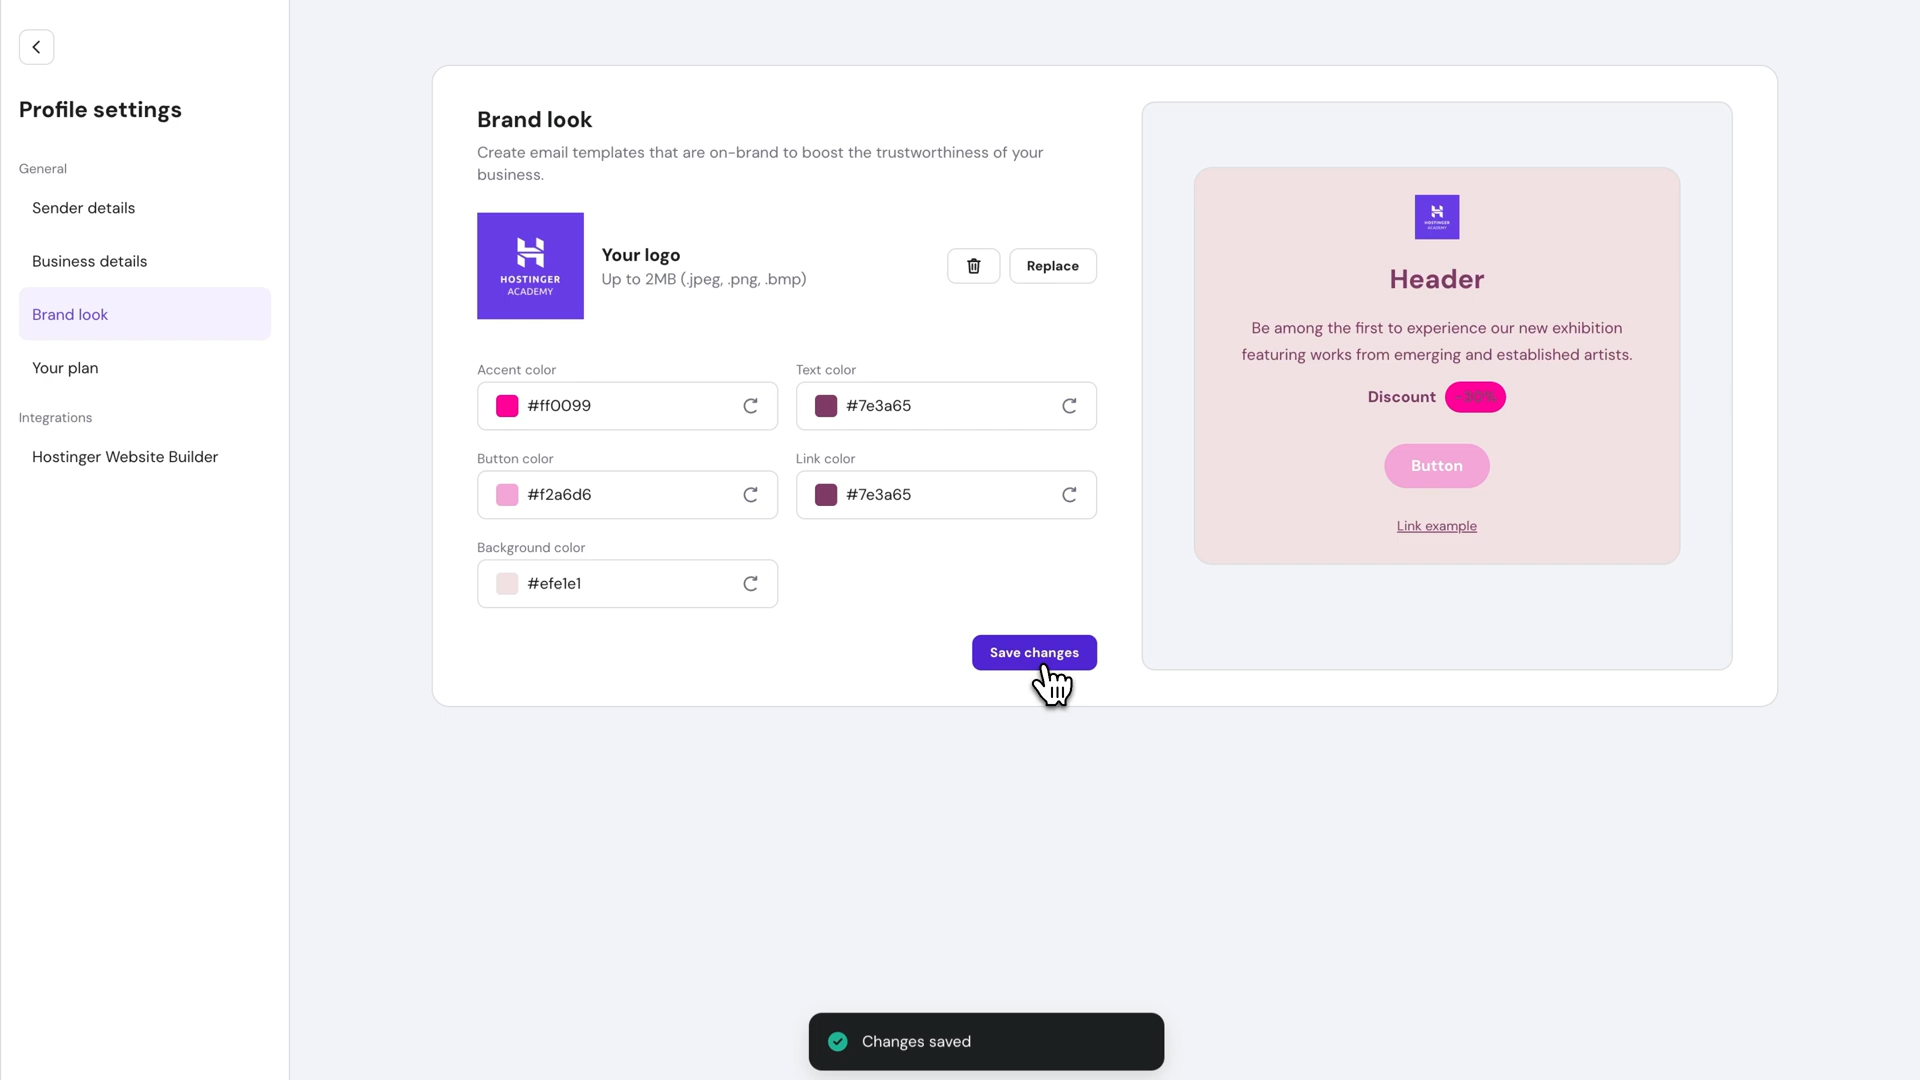 Profile settings
General
Sender details
Business details
Brand look
Your plan
Integrations
Hostinger Website Builder
Brand look
Create email templates that are on-brand to boost the trustworthiness of your
business.
HOSTINGER
ACADEMY
Your logo
Up to 2MB (.jpeg, .png, .bmp)
Replace
Accent color
#ff0099
Text color
#7e3a65
Button color
#f2a6d6
Link color
#7e3a65
Background color
#efe1e1
Save changes
HOSTINGER
ACADEMY
Header
Be among the first to experience our new exhibition
featuring works from emerging and established artists.
Discount
Button
Link example
Changes saved